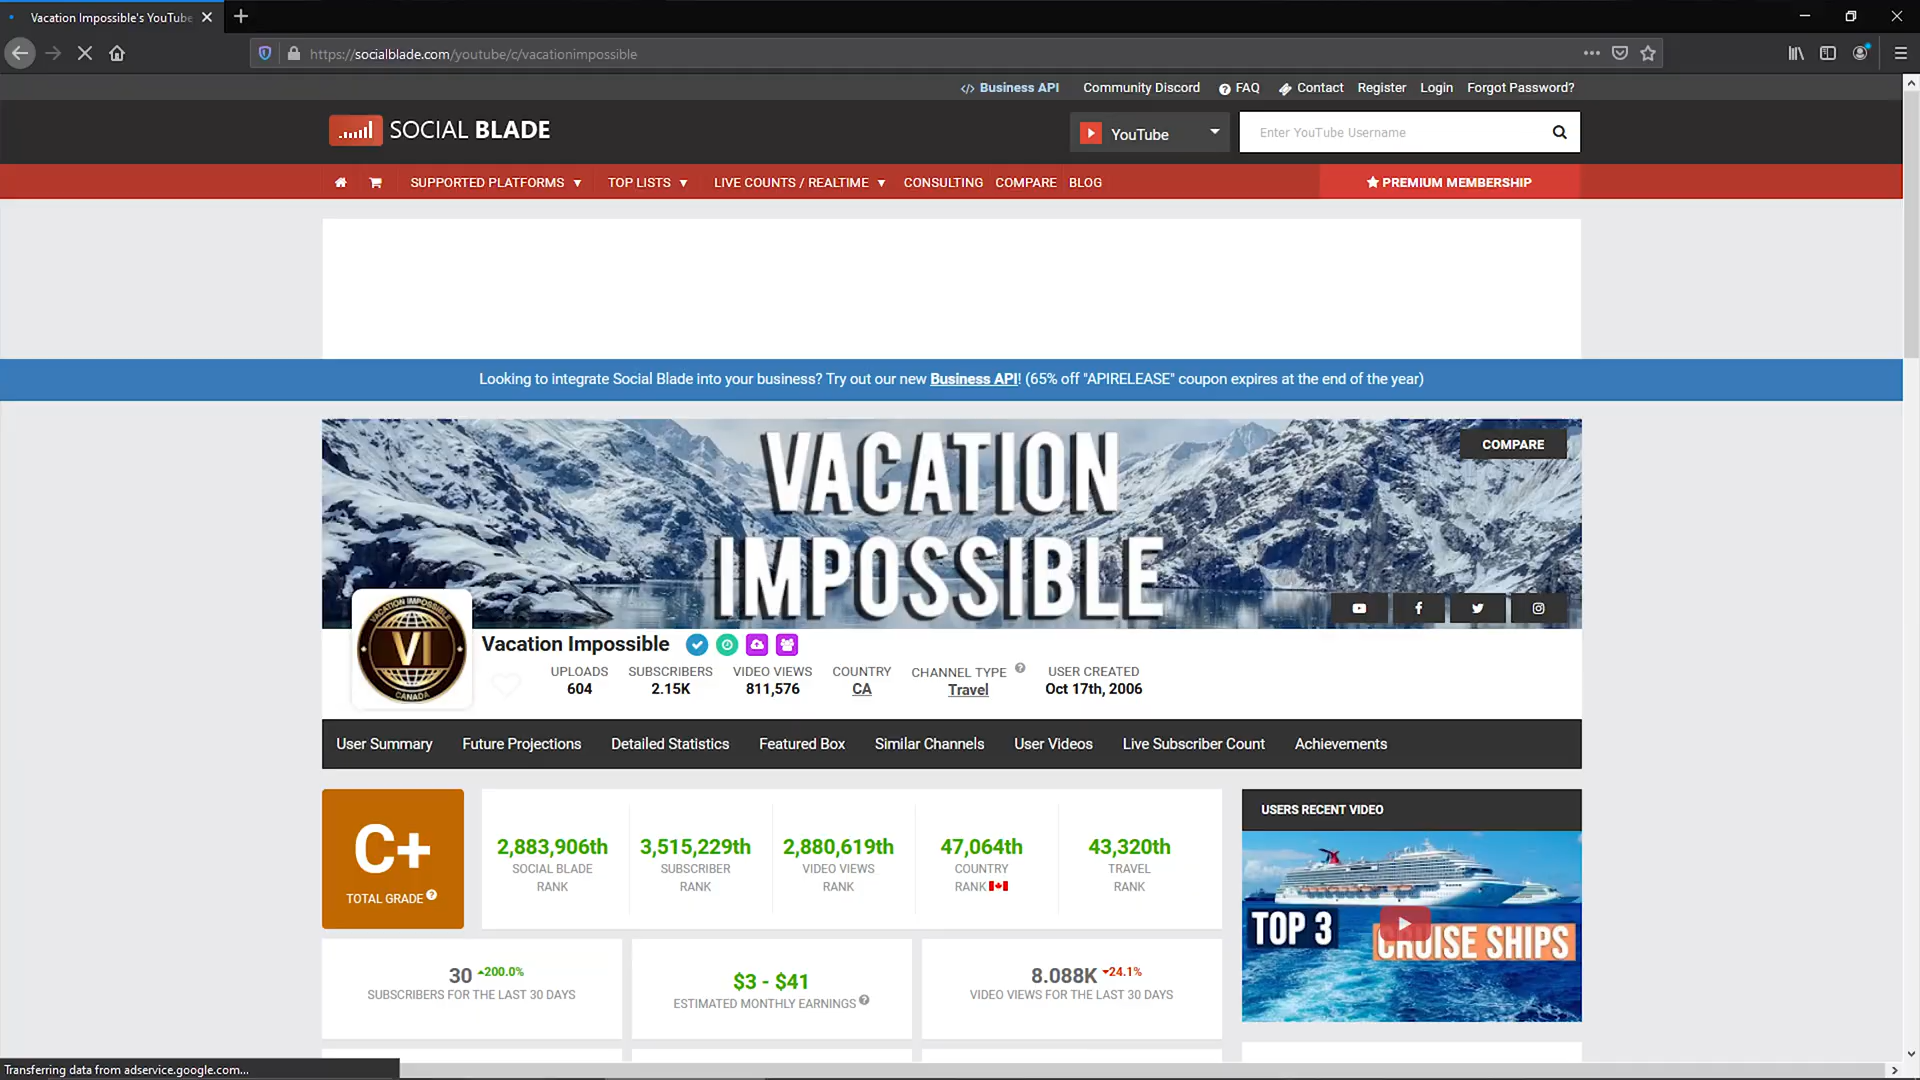 Vacation Impossible's YouTube
https://socialblade.com/youtube/c/vacationimpossible
Business API Community Discord FAQ Contact Register Login Forgot Password?
SOCIAL BLADE
YouTube
Enter YouTube Username
SUPPORTED PLATFORMS ▼ TOP LISTS ▼ LIVE COUNTS / REALTIME ▼ CONSULTING COMPARE BLOG
PREMIUM MEMBERSHIP
Looking to integrate Social Blade into your business? Try out our new Business API! (65% off "APIRELEASE" coupon expires at the end of the year)
VACATION
IMPOSSIBLE
COMPARE
VACATION IMPOSSIBLE
VI
CANADA
Vacation Impossible
UPLOADS SUBSCRIBERS VIDEO VIEWS COUNTRY CHANNEL TYPE USER CREATED
604 2.15K 811,576 CA Travel Oct 17th, 2006
User Summary Future Projections Detailed Statistics Featured Box Similar Channels User Videos Live Subscriber Count Achievements
C+
TOTAL GRADE
2,883,906th 3,515,229th 2,880,619th 47,064th 43,320th
SOCIAL BLADE SUBSCRIBER VIDEO VIEWS COUNTRY TRAVEL
RANK RANK RANK RANK RANK
USERS RECENT VIDEO
TOP 3
CRUISE SHIPS
30 200.0%
SUBSCRIBERS FOR THE LAST 30 DAYS
$3 - $41
ESTIMATED MONTHLY EARNINGS
8.088K 24.1%
VIDEO VIEWS FOR THE LAST 30 DAYS
Transferring data from adservice.google.com...